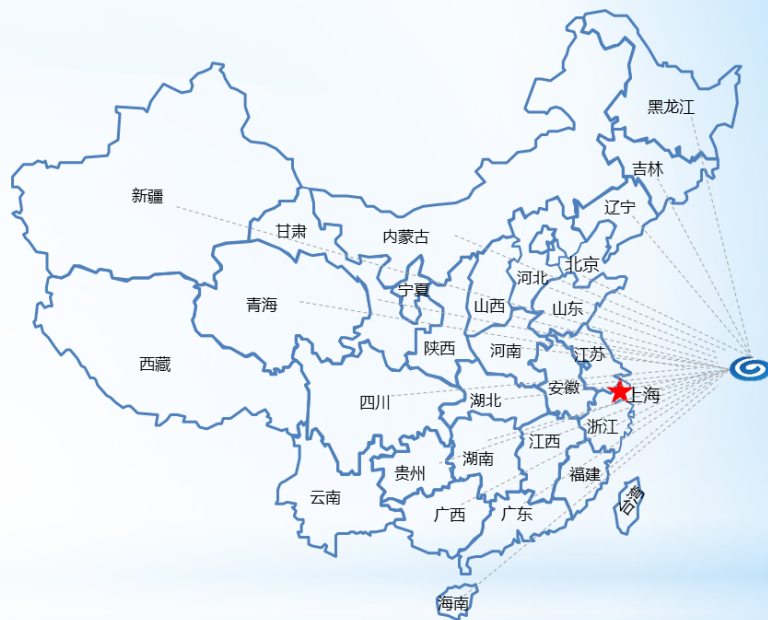 黑龙江
吉林
新疆
辽宁
甘肃
内蒙古
北京
河北
宁夏
青海
山西
山东
陕西
河南
江苏
西藏
安徽
上海
四川
湖北
浙江
江西
湖南
贵州
福建
云南
台湾
广西
广东
海南